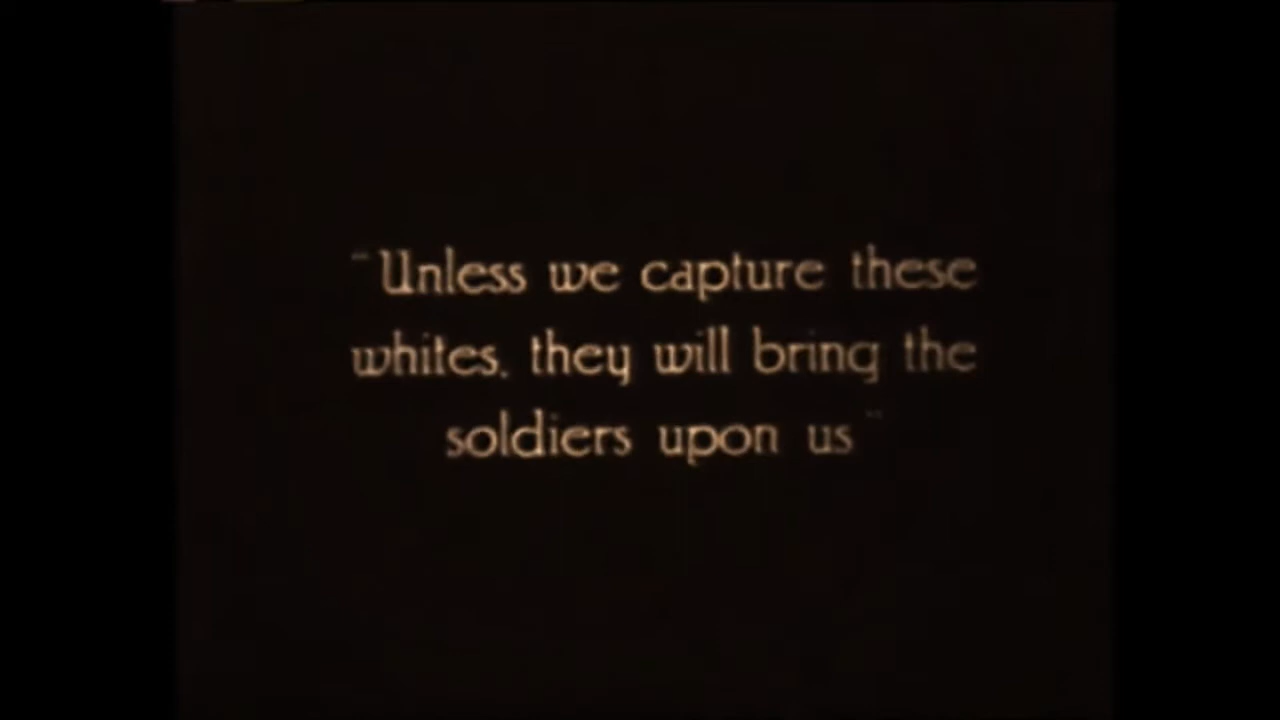 "Unless we capture these
whites, they will bring the
soldiers upon us"